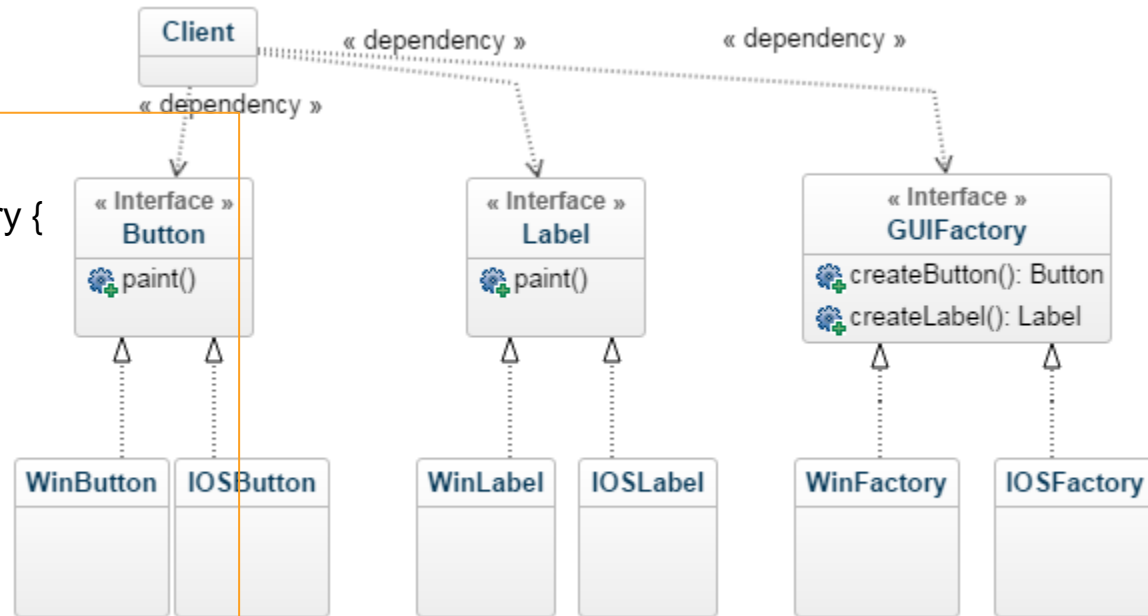 Client
« dependency »
« dependency »
« dependency »
ry {
« Interface »
Button
paint()
« Interface »
Label
paint()
« Interface »
GUIFactory
createButton(): Button
createLabel(): Label
WinButton
IOSButton
WinLabel
IOSLabel
WinFactory
IOSFactory